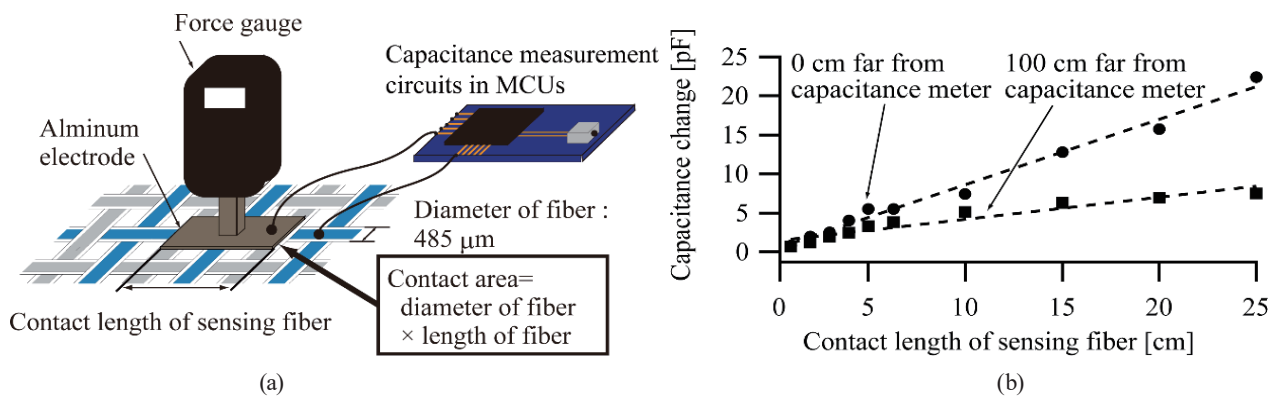 Force gauge
Capacitance measurement
circuits in MCUs
Alminum
electrode
Diameter of fiber :
485 µm
Contact area=
diameter of fiber
× length of fiber
Contact length of sensing fiber
(a)
Capacitance change [pF]
25
20
15
10
5
0
0 cm far from
capacitance meter
100 cm far from
capacitance meter
0
5
10
15
20
25
Contact length of sensing fiber [cm]
(b)